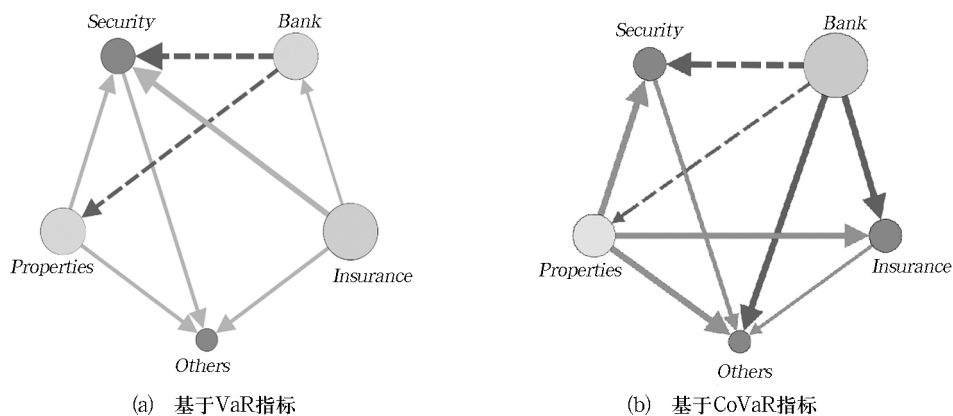 Security
Bank
Properties
Insurance
Others
(a) 基于VaR指标
Security
Bank
Properties
Insurance
Others
(b) 基于CoVaR指标